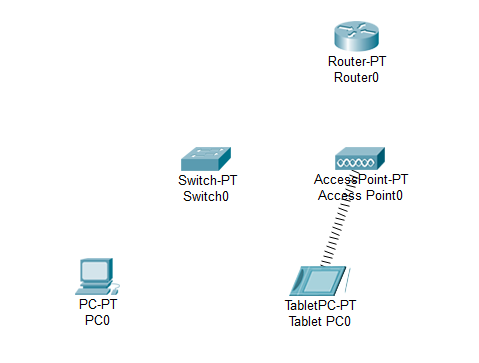 Router-PT
Router0
Switch-PT
Switch0
AccessPoint-PT
Access Point0
PC-PT
PC0
TabletPC-PT
Tablet PC0